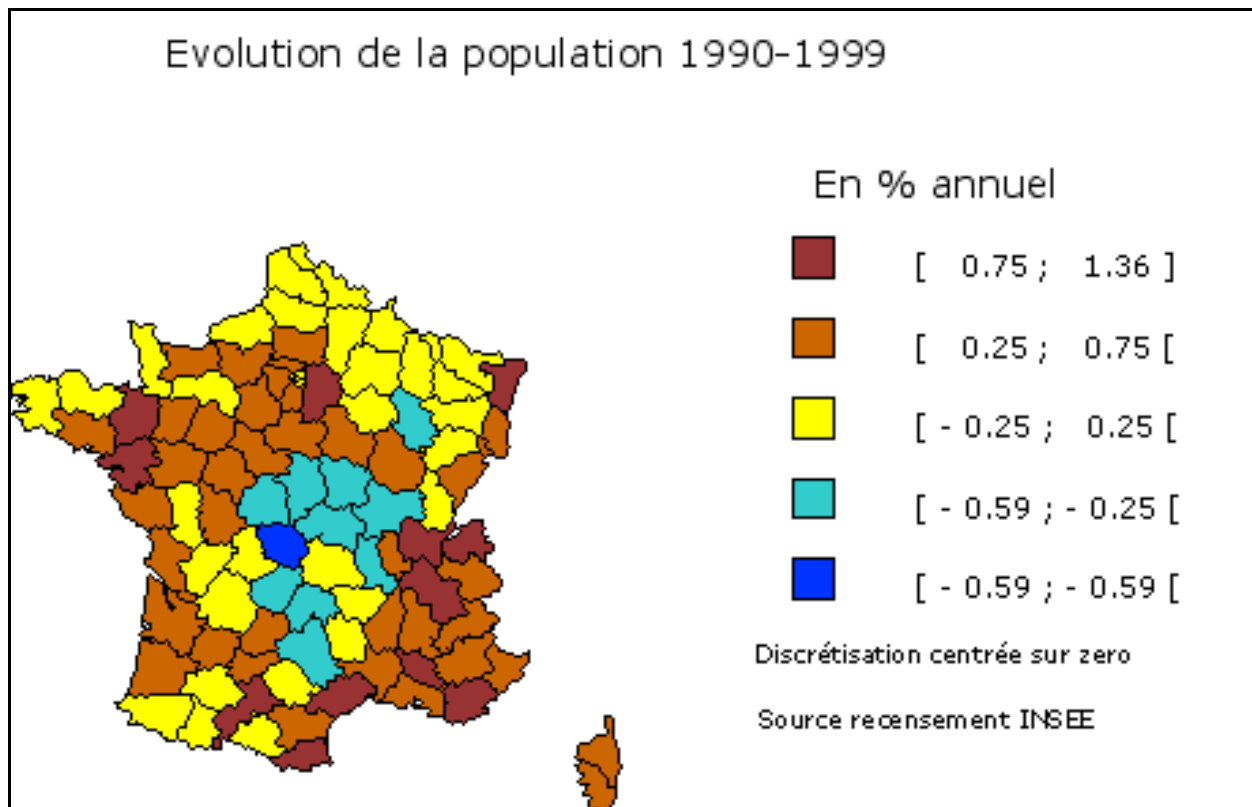 Evolution de la population 1990-1999
En % annuel
[ 0.75 ; 1.36 ]
[ 0.25 ; 0.75 [
[ - 0.25 ; 0.25 [
[ - 0.59 ; - 0.25 [
[ - 0.59 ; - 0.59 [
Discrétisation centrée sur zero
Source recensement INSEE